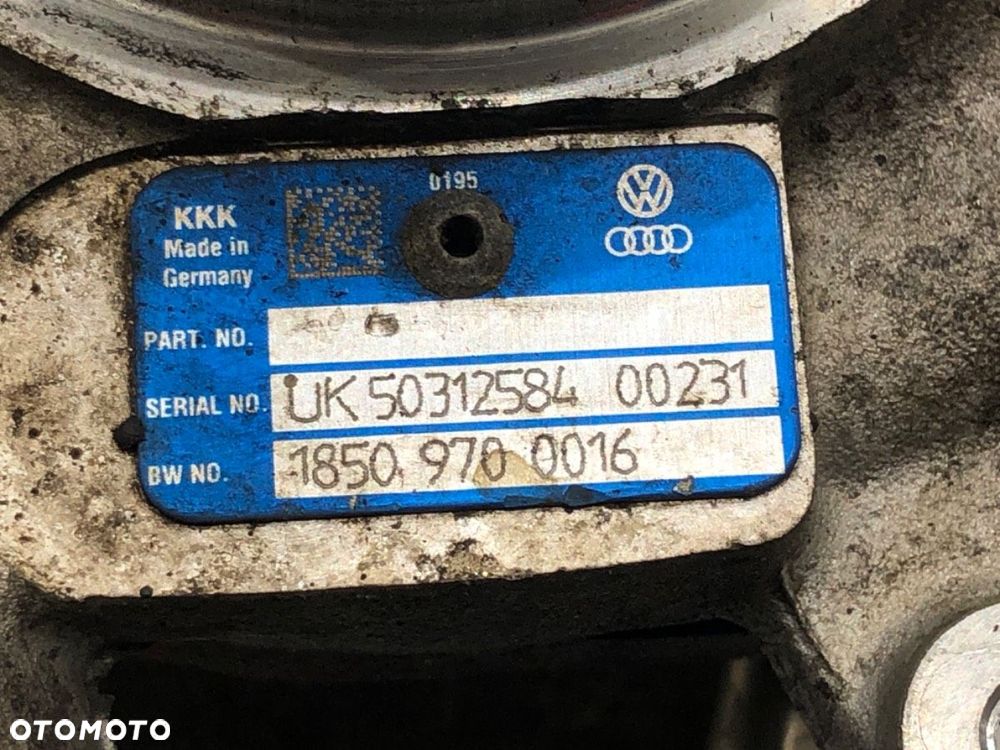 0195
KKK
Made in
Germany
PART. NO.
SERIAL NO. UK 50312584 00231
BW NO. 1850 970 0016
OTOMOTO